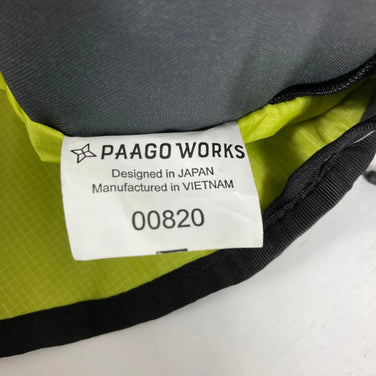 PAAGO WORKS
Designed in JAPAN
Manufactured in VIETNAM
00820